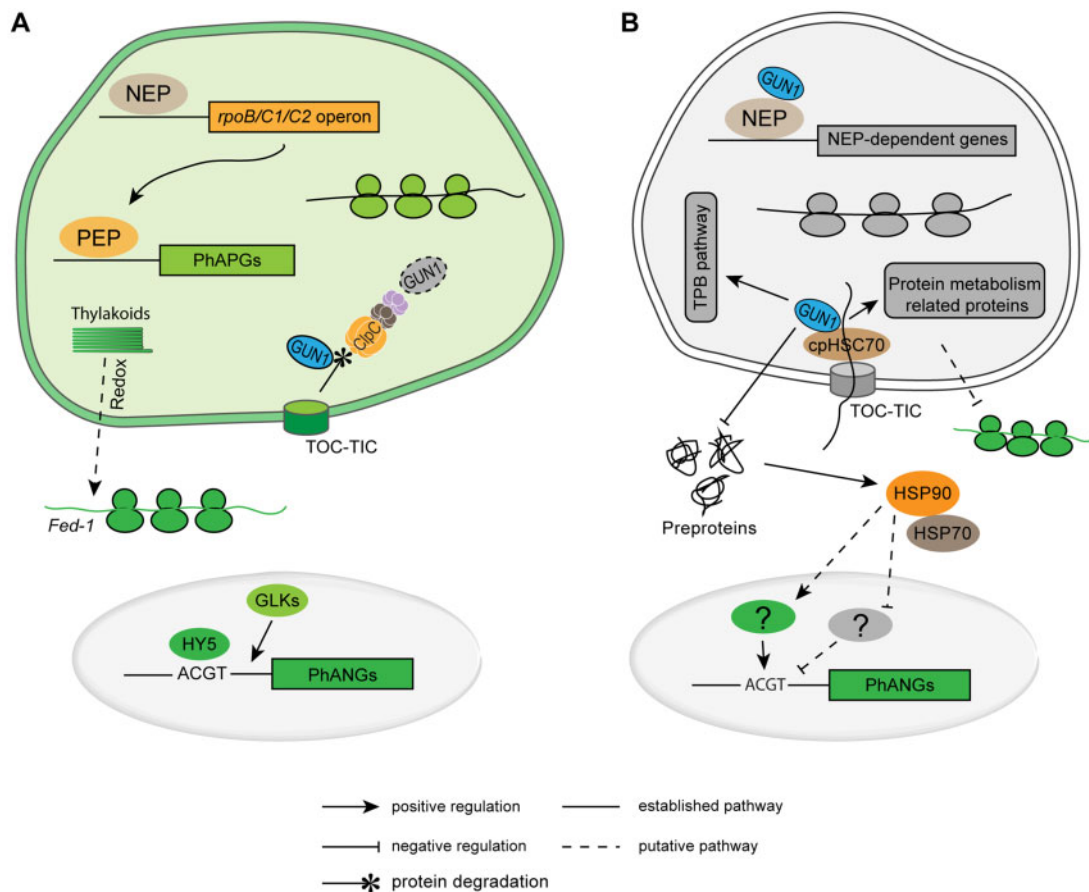 A
NEP
rpoB/C1/C2 operon
PEP
PhAPGs
Thylakoids
Redox
GUN1
ClpC
GUN1
TOC-TIC
Fed-1
GLKs
HY5
ACGT
PhANGs
B
GUN1
NEP
NEP-dependent genes
TPB pathway
Protein metabolism
related proteins
GUN1
cpHSC70
TOC-TIC
Preproteins
HSP90
HSP70
?
?
ACGT
PhANGs
positive regulation
established pathway
negative regulation
putative pathway
protein degradation